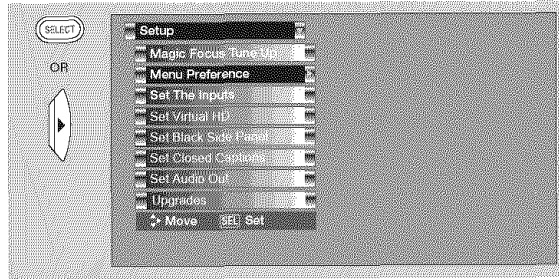 SELECT
OR
Setup
Magic Focus Tune Up
Menu Preference
Set The Inputs
Set Virtual HD
Set Black Side Panel
Set Closed Captions
Set Audio Out
Upgrades
Move SEL Set